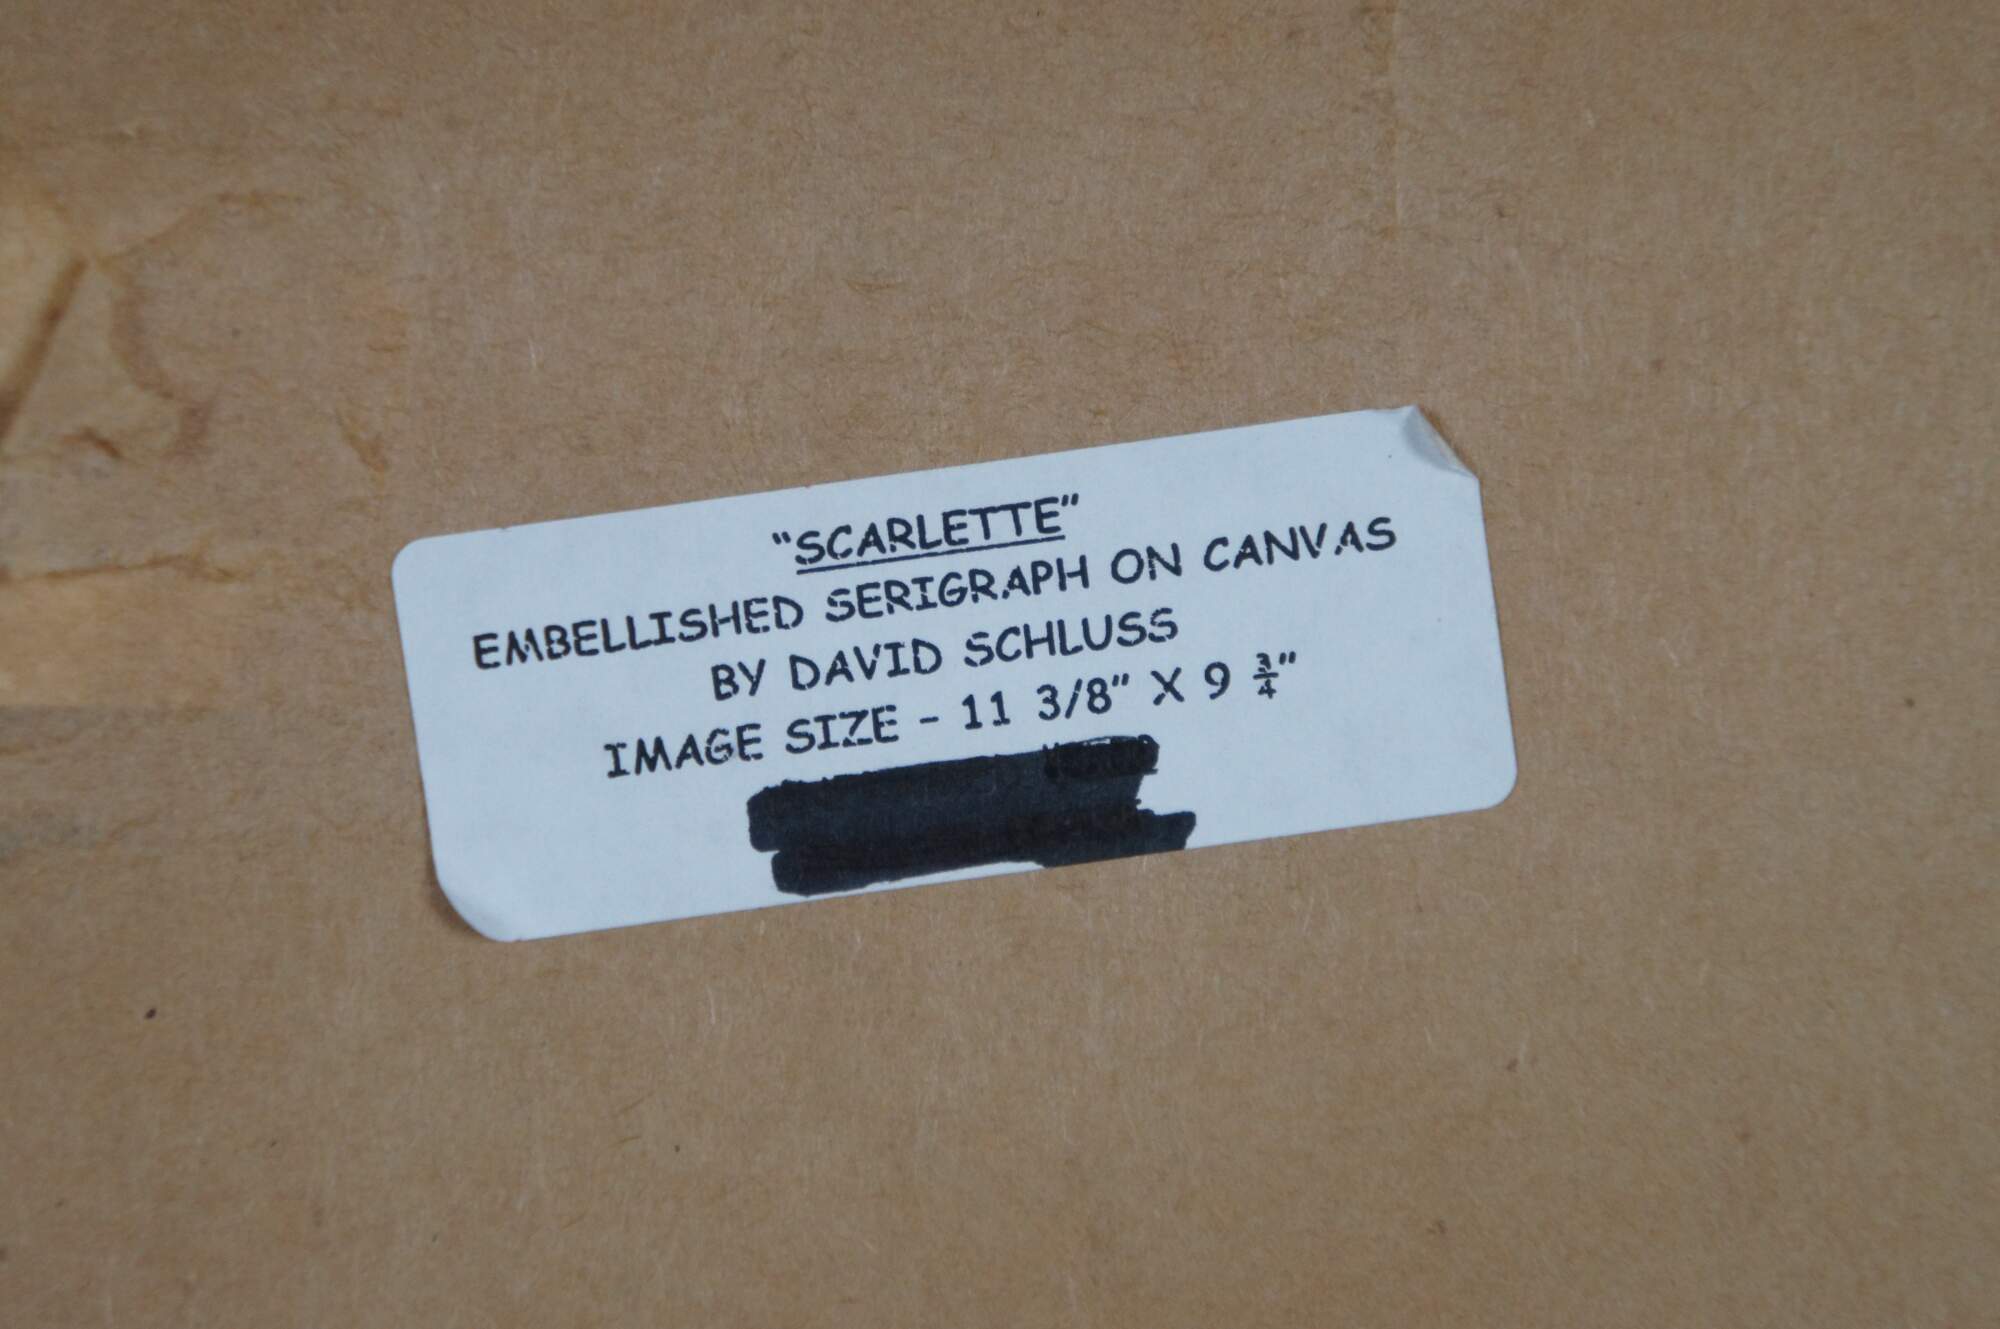 "SCARLETTE"
EMBELLISHED SERIGRAPH ON CANVAS
BY DAVID SCHLUSS
IMAGE SIZE - 11 3/8" X 9 ¾"